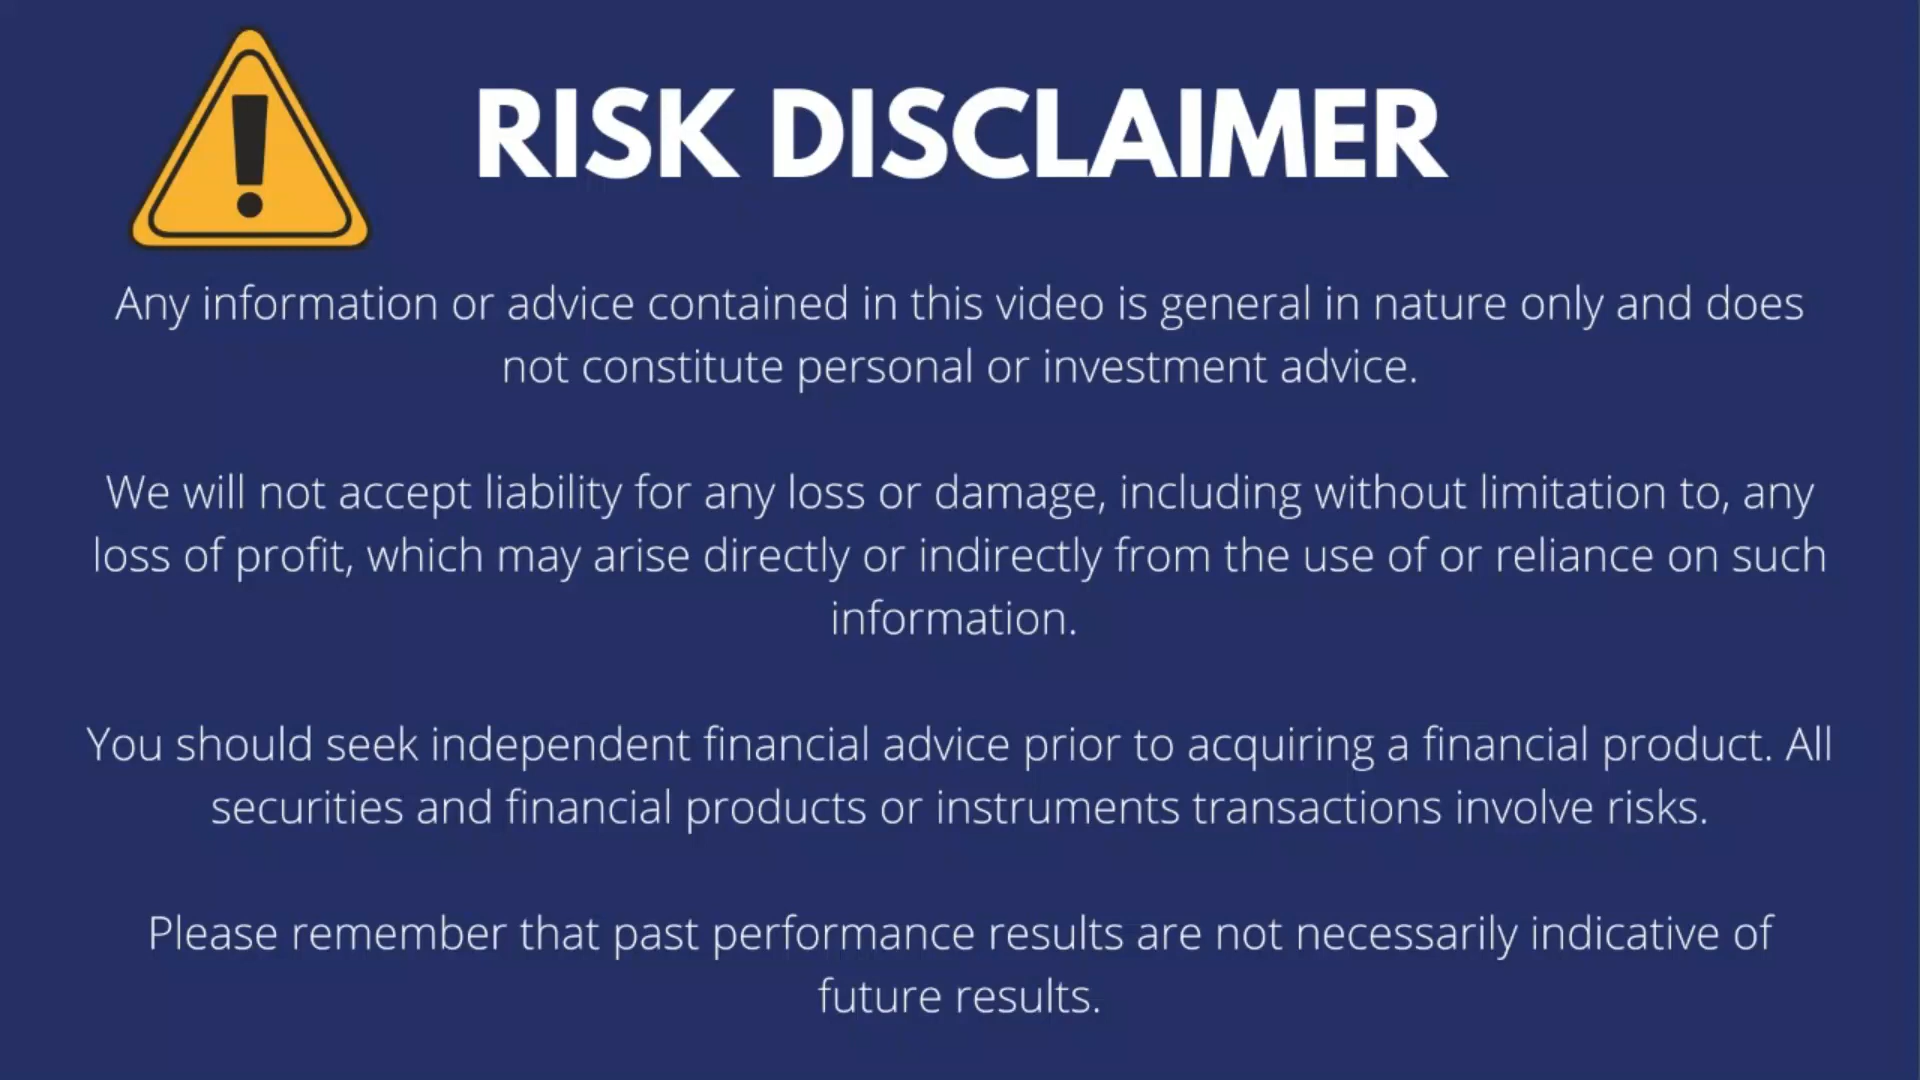 RISK DISCLAIMER
Any information or advice contained in this video is general in nature only and does
not constitute personal or investment advice.
We will not accept liability for any loss or damage, including without limitation to, any
loss of profit, which may arise directly or indirectly from the use of or reliance on such
information.
You should seek independent financial advice prior to acquiring a financial product. All
securities and financial products or instruments transactions involve risks.
Please remember that past performance results are not necessarily indicative of
future results.